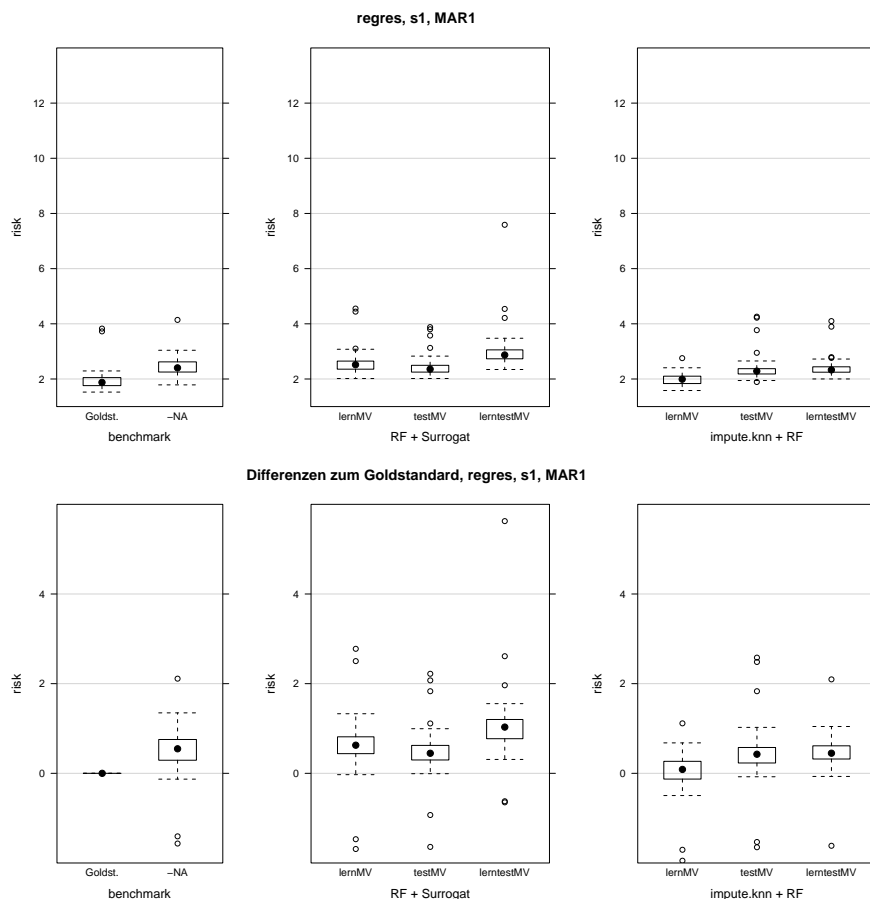 regres, s1, MAR1
risk
2
4
6
8
10
12
Goldst.
−NA
benchmark
risk
2
4
6
8
10
12
lernMV
testMV
lerntestMV
RF + Surrogat
risk
2
4
6
8
10
12
lernMV
testMV
lerntestMV
impute.knn + RF
Differenzen zum Goldstandard, regres, s1, MAR1
risk
0
2
4
Goldst.
−NA
benchmark
risk
0
2
4
lernMV
testMV
lerntestMV
RF + Surrogat
risk
0
2
4
lernMV
testMV
lerntestMV
impute.knn + RF